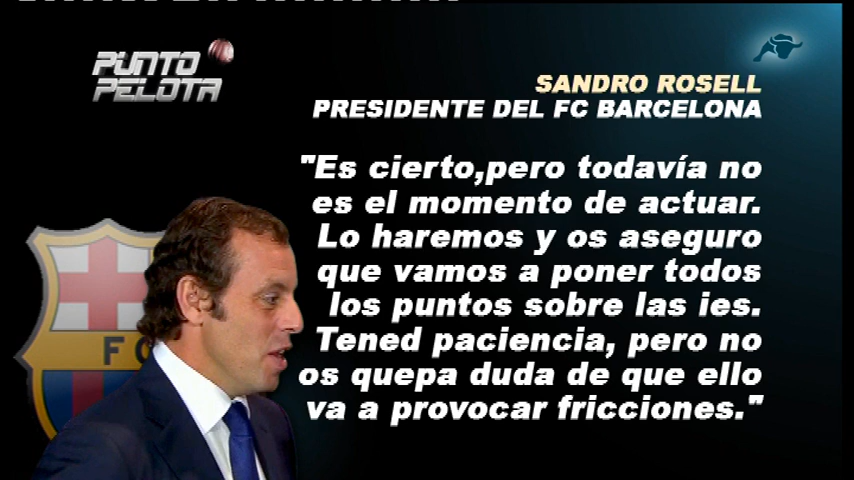 PUNTO
PELOTA
SANDRO ROSELL
PRESIDENTE DEL FC BARCELONA
"Es cierto,pero todavía no
es el momento de actuar.
Lo haremos y os aseguro
que vamos a poner todos
los puntos sobre las ies.
Tened paciencia, pero no
os quepa duda de que ello
va a provocar fricciones."
FC